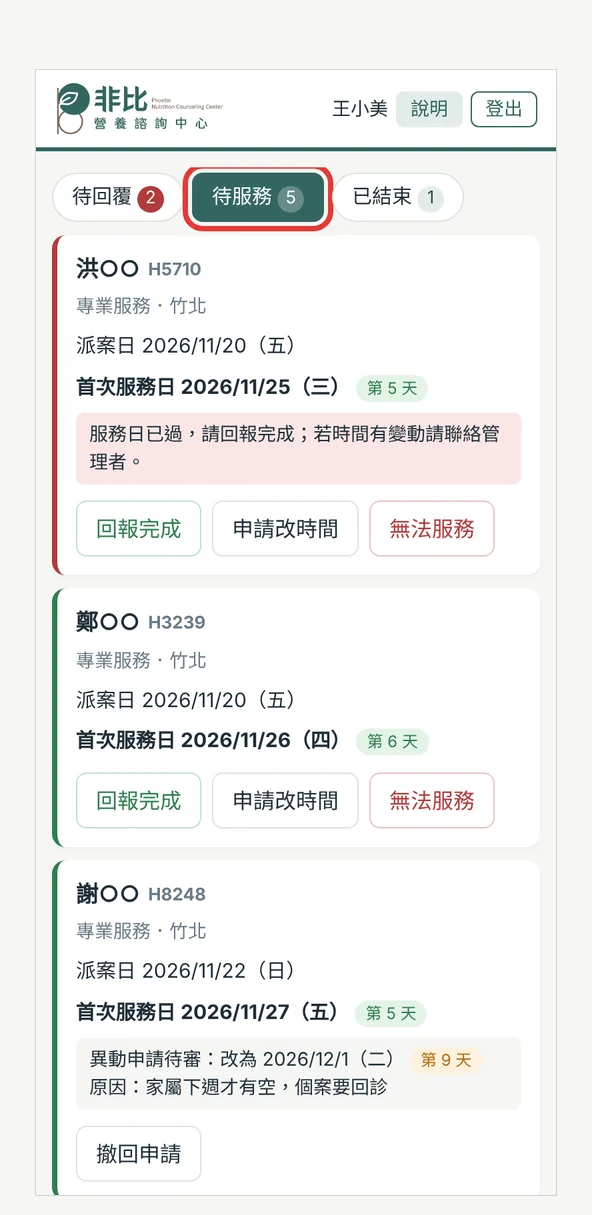 非比 Phoebe
Nutrition Counseling Center
營養諮詢中心
王小美 說明 登出
待回覆 2 待服務 5 已結束 1
洪〇〇 H5710
專業服務・竹北
派案日 2026/11/20（五）
首次服務日 2026/11/25（三） 第 5 天
服務日已過，請回報完成；若時間有變動請聯絡管
理者。
回報完成 申請改時間 無法服務
鄭〇〇 H3239
專業服務・竹北
派案日 2026/11/20（五）
首次服務日 2026/11/26（四） 第 6 天
回報完成 申請改時間 無法服務
謝〇〇 H8248
專業服務・竹北
派案日 2026/11/22（日）
首次服務日 2026/11/27（五） 第 5 天
異動申請待審：改為 2026/12/1（二） 第 9 天
原因：家屬下週才有空，個案要回診
撤回申請